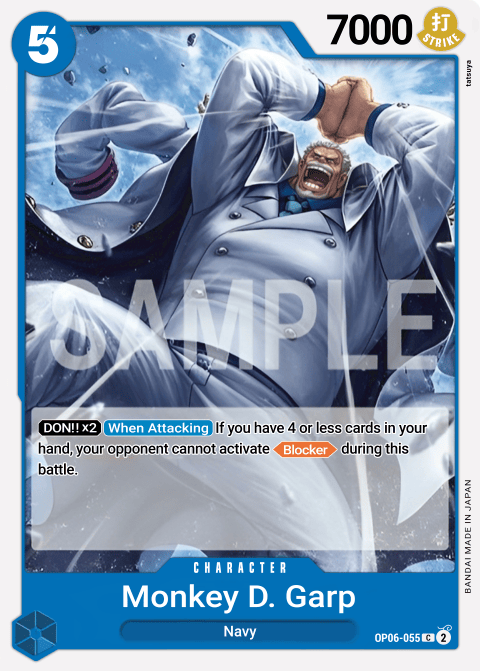 5
7000
打
STRIKE
tatsuya
SAMPLE
DON!! x2 When Attacking If you have 4 or less cards in your
hand, your opponent cannot activate Blocker during this
battle.
BANDAI MADE IN JAPAN
CHARACTER
Monkey D. Garp
Navy
OP06-055 C 2